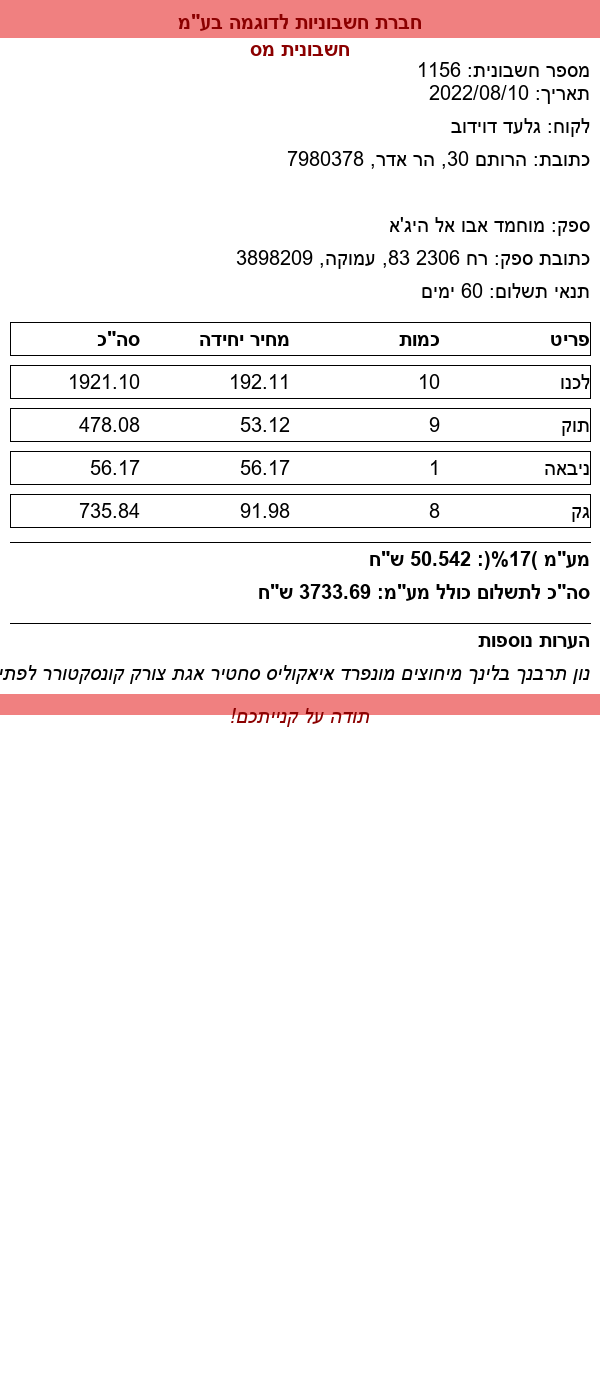 חברת חשבוניות לדוגמה בע"מ
חשבונית מס
מספר חשבונית: 1156
תאריך: 2022/08/10
לקוח: גלעד דוידוב
כתובת: הרותם 30, הר אדר, 7980378
ספק: מוחמד אבו אל היג'א
כתובת ספק: רח 2306 83, עמוקה, 3898209
תנאי תשלום: 60 ימים
פריט כמות מחיר יחידה סה"כ
לכנו 10 192.11 1921.10
תוק 9 53.12 478.08
ניבאה 1 56.17 56.17
גק 8 91.98 735.84
מע"מ )17%(: 50.542 ש"ח
סה"כ לתשלום כולל מע"מ: 3733.69 ש"ח
הערות נוספות
נון תרבנך בלינך מיחוצים מונפרד איאקוליס סחטיר אגת צורק קונסקטורר לפתי
תודה על קנייתכם!